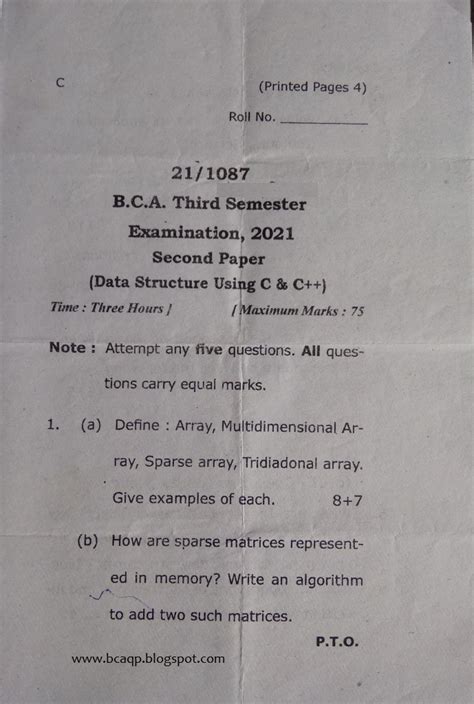 C
(Printed Pages 4)
Roll No. ___________
21/1087
B.C.A. Third Semester
Examination, 2021
Second Paper
(Data Structure Using C & C++)
Time : Three Hours ] [ Maximum Marks : 75
Note : Attempt any five questions. All ques-
tions carry equal marks.
1. (a) Define : Array, Multidimensional Ar-
ray, Sparse array, Tridiadonal array.
Give examples of each. 8+7
(b) How are sparse matrices represent-
ed in memory? Write an algorithm
to add two such matrices.
P.T.O.
www.bcaqp.blogspot.com